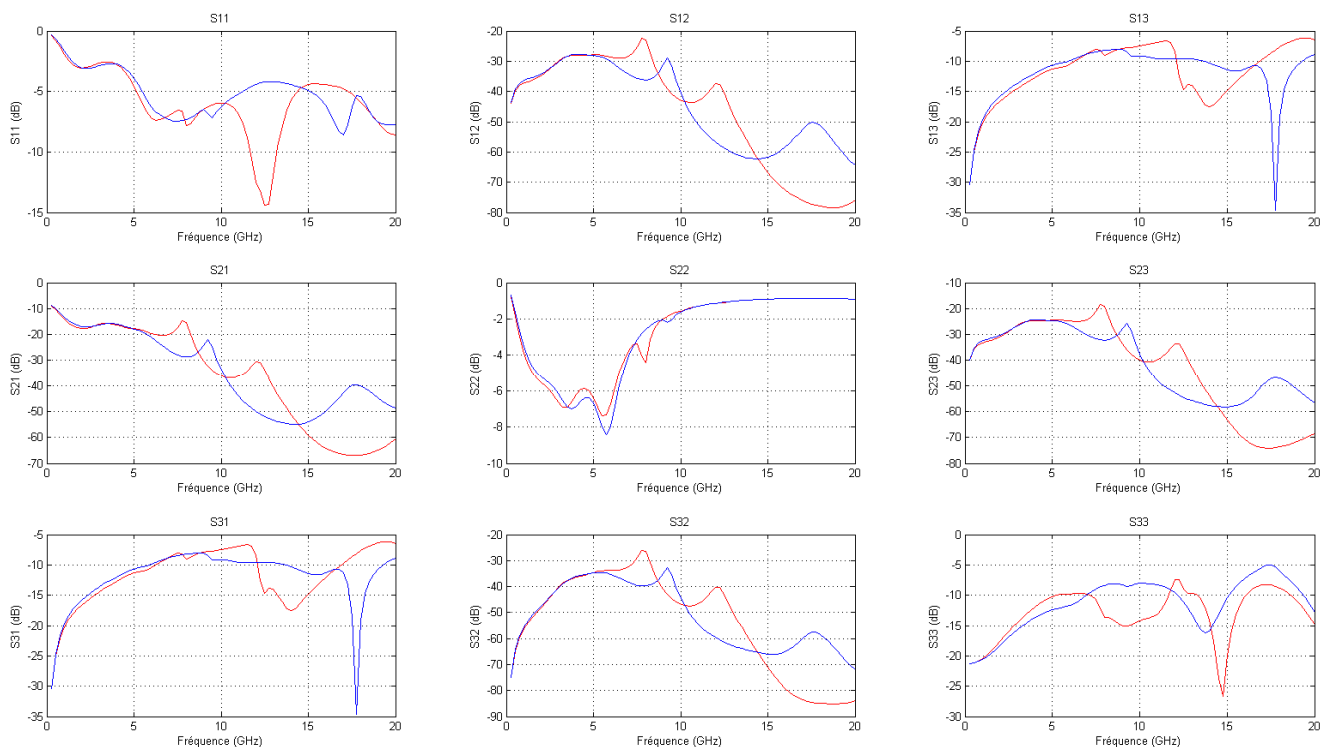 S11
0
-5
-10
-15
S11 (dB)
0 5 10 15 20
Fréquence (GHz)
S12
-20
-30
-40
-50
-60
-70
-80
S12 (dB)
0 5 10 15 20
Fréquence (GHz)
S13
-5
-10
-15
-20
-25
-30
-35
S13 (dB)
0 5 10 15 20
Fréquence (GHz)
S21
0
-10
-20
-30
-40
-50
-60
-70
S21 (dB)
0 5 10 15 20
Fréquence (GHz)
S22
0
-2
-4
-6
-8
-10
S22 (dB)
0 5 10 15 20
Fréquence (GHz)
S23
-10
-20
-30
-40
-50
-60
-70
-80
S23 (dB)
0 5 10 15 20
Fréquence (GHz)
S31
-5
-10
-15
-20
-25
-30
-35
S31 (dB)
0 5 10 15 20
Fréquence (GHz)
S32
-20
-30
-40
-50
-60
-70
-80
-90
S32 (dB)
0 5 10 15 20
Fréquence (GHz)
S33
0
-5
-10
-15
-20
-25
-30
S33 (dB)
0 5 10 15 20
Fréquence (GHz)